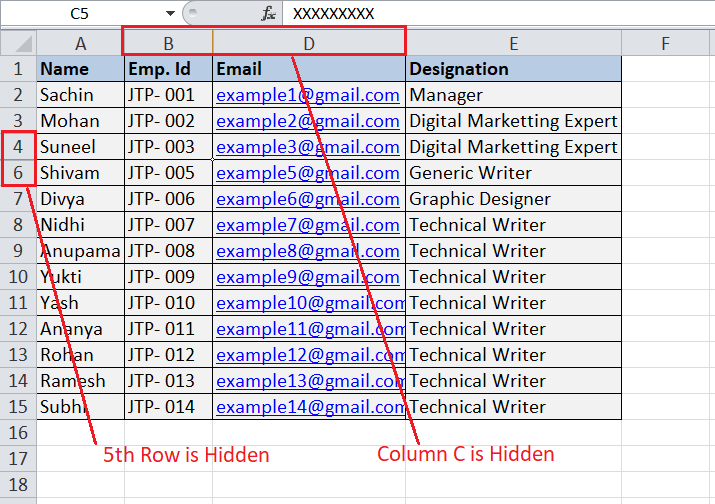 C5 fx XXXXXXXXX
A B D E F
1 Name Emp. Id Email Designation
2 Sachin JTP- 001 example1@gmail.com Manager
3 Mohan JTP- 002 example2@gmail.com Digital Marketting Expert
4 Suneel JTP- 003 example3@gmail.com Digital Marketting Expert
6 Shivam JTP- 005 example5@gmail.com Generic Writer
7 Divya JTP- 006 example6@gmail.com Graphic Designer
8 Nidhi JTP- 007 example7@gmail.com Technical Writer
9 Anupama JTP- 008 example8@gmail.com Technical Writer
10 Yukti JTP- 009 example9@gmail.com Technical Writer
11 Yash JTP- 010 example10@gmail.com Technical Writer
12 Ananya JTP- 011 example11@gmail.com Technical Writer
13 Rohan JTP- 012 example12@gmail.com Technical Writer
14 Ramesh JTP- 013 example13@gmail.com Technical Writer
15 Subhi JTP- 014 example14@gmail.com Technical Writer
16
17 5th Row is Hidden Column C is Hidden
18